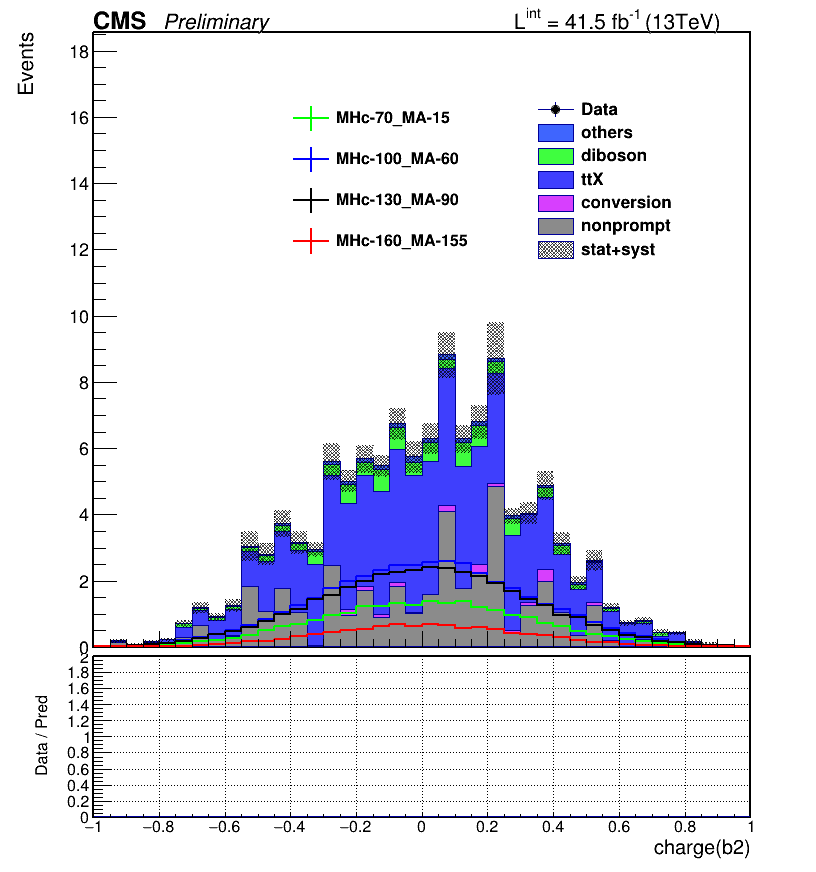 CMS Preliminary L^int = 41.5 fb^-1 (13TeV)
Events
18
16
14
12
10
8
6
4
2
0
MHc-70_MA-15
MHc-100_MA-60
MHc-130_MA-90
MHc-160_MA-155
Data
others
diboson
ttX
conversion
nonprompt
stat+syst
Data / Pred
2
1.8
1.6
1.4
1.2
1
0.8
0.6
0.4
0.2
0
−1 −0.8 −0.6 −0.4 −0.2 0 0.2 0.4 0.6 0.8 1
charge(b2)